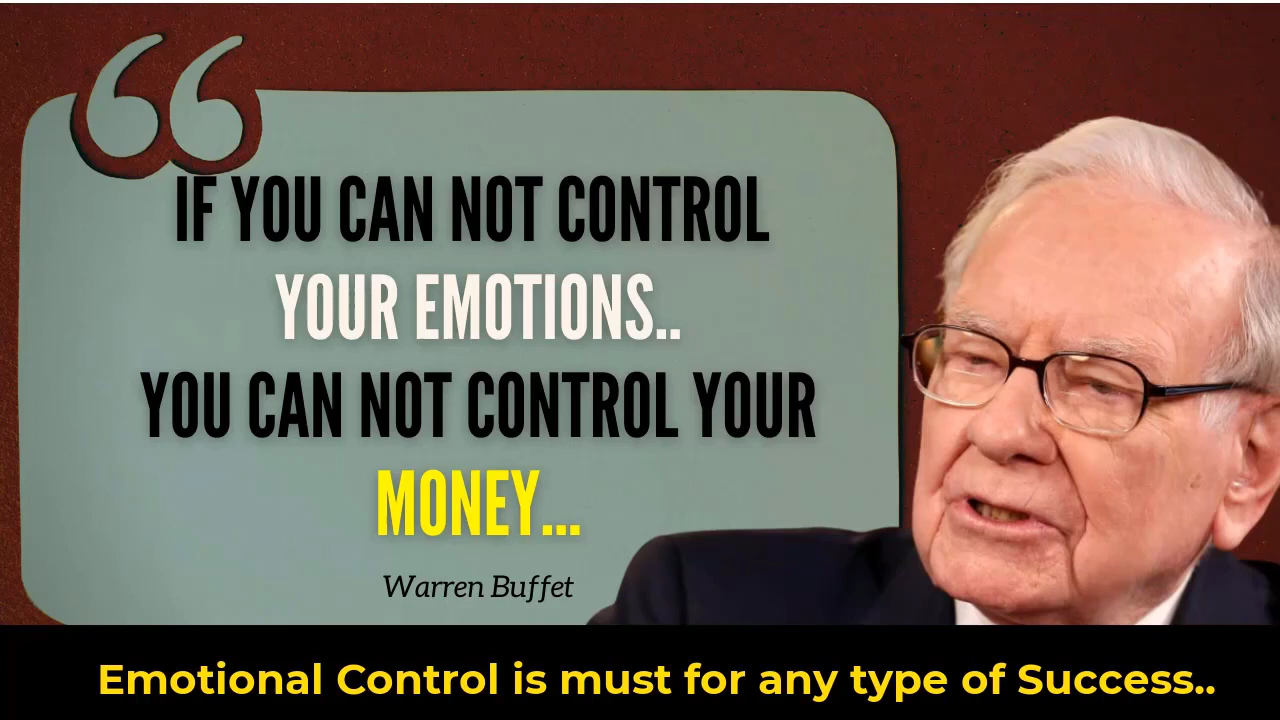 IF YOU CAN NOT CONTROL
YOUR EMOTIONS..
YOU CAN NOT CONTROL YOUR
MONEY...
Warren Buffet
Emotional Control is must for any type of Success..